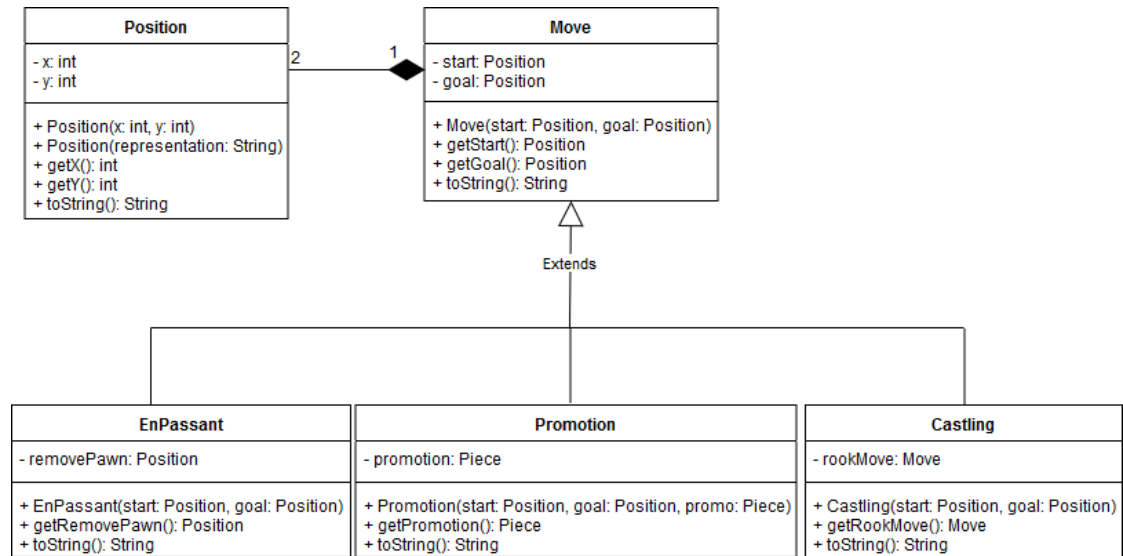 Position
- x: int
- y: int
+ Position(x: int, y: int)
+ Position(representation: String)
+ getX(): int
+ getY(): int
+ toString(): String
2
1
Move
- start: Position
- goal: Position
+ Move(start: Position, goal: Position)
+ getStart(): Position
+ getGoal(): Position
+ toString(): String
Extends
EnPassant
- removePawn: Position
+ EnPassant(start: Position, goal: Position)
+ getRemovePawn(): Position
+ toString(): String
Promotion
- promotion: Piece
+ Promotion(start: Position, goal: Position, promo: Piece)
+ getPromotion(): Piece
+ toString(): String
Castling
- rookMove: Move
+ Castling(start: Position, goal: Position)
+ getRookMove(): Move
+ toString(): String